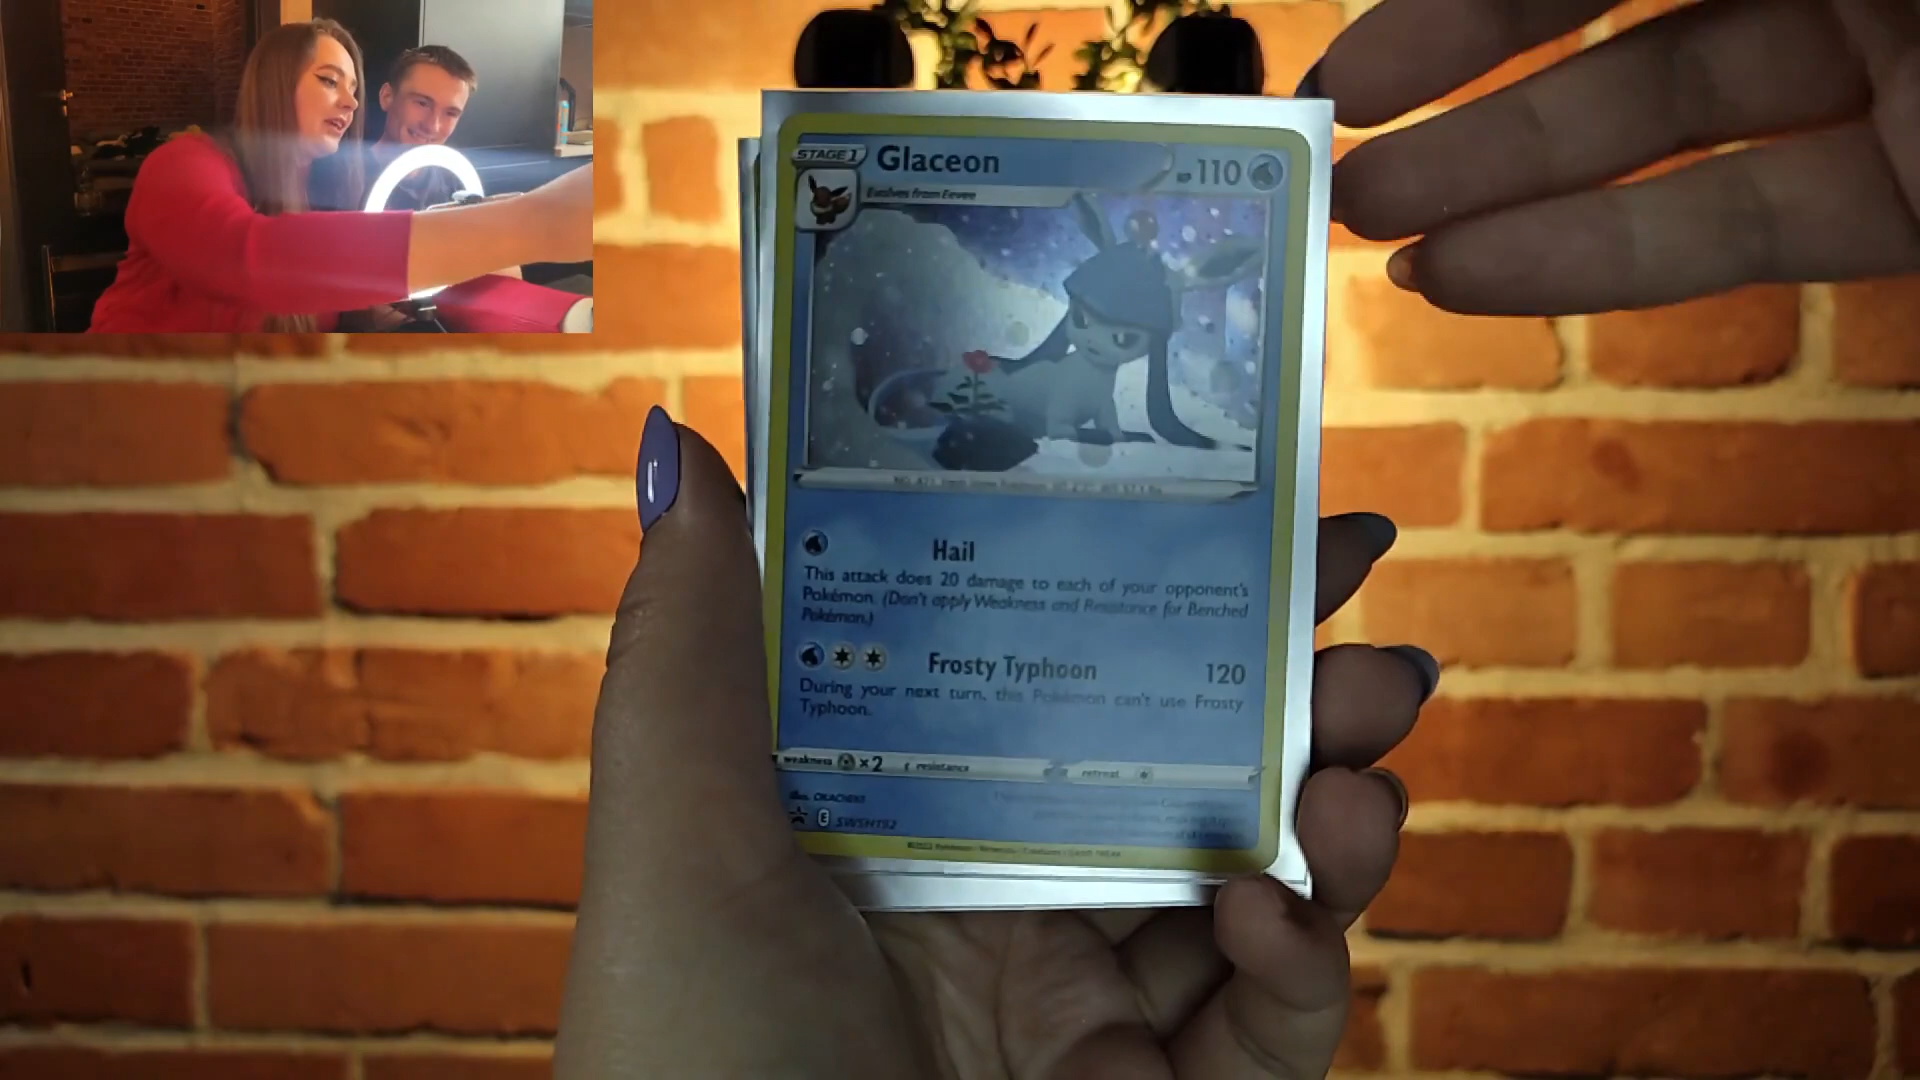 STAGE 1
Glaceon
HP 110
Evolves from Eevee
Hail
This attack does 20 damage to each of your opponent's
Pokémon. (Don't apply Weakness and Resistance for Benched
Pokémon.)
Frosty Typhoon 120
During your next turn, this Pokémon can't use Frosty
Typhoon.
weakness ×2 resistance retreat
E